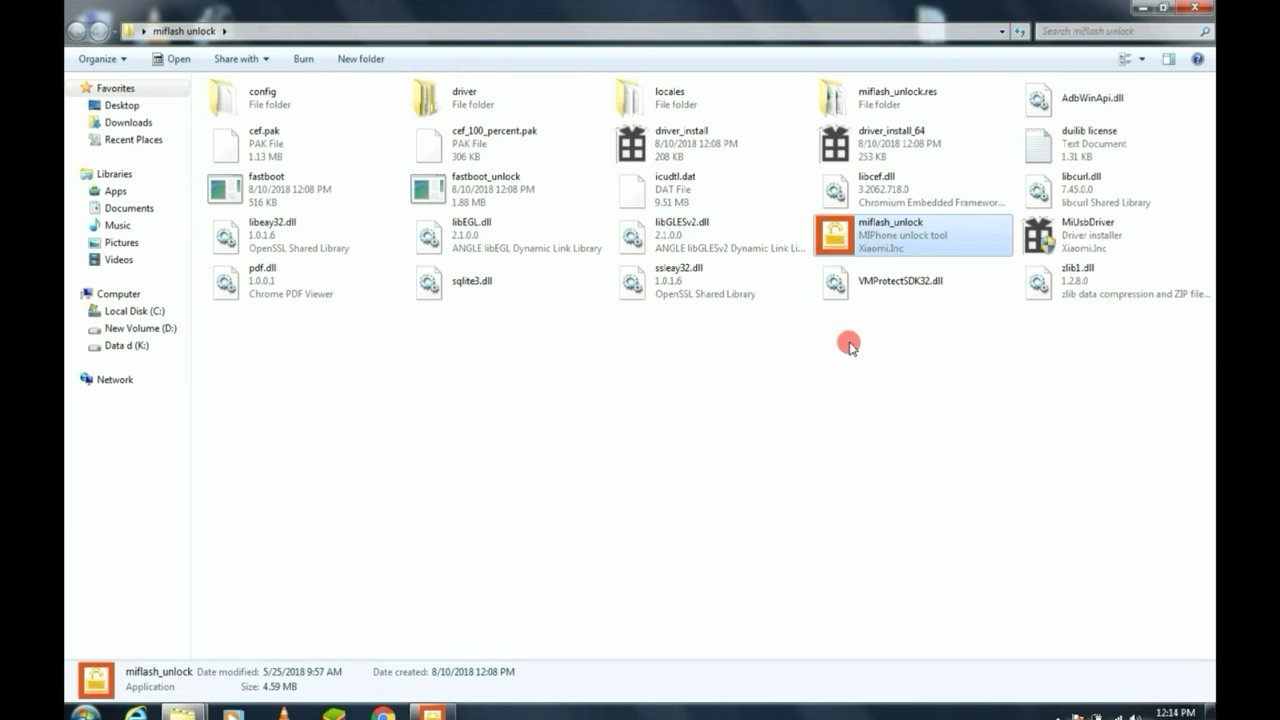 miflash unlock
Search miflash unlock
Organize
Open
Share with
Burn
New folder
Favorites
Desktop
Downloads
Recent Places
Libraries
Apps
Documents
Music
Pictures
Videos
Computer
Local Disk (C:)
New Volume (D:)
Data d (K:)
Network
config
File folder
driver
File folder
locales
File folder
miflash_unlock.res
File folder
AdbWinApi.dll
cef.pak
PAK File
1.13 MB
cef_100_percent.pak
PAK File
306 KB
driver_install
8/10/2018 12:08 PM
208 KB
driver_install_64
8/10/2018 12:08 PM
253 KB
duilib license
Text Document
1.31 KB
fastboot
8/10/2018 12:08 PM
516 KB
fastboot_unlock
8/10/2018 12:08 PM
1.88 MB
icudtl.dat
DAT File
9.51 MB
libcef.dll
3.2062.718.0
Chromium Embedded Framewor...
libcurl.dll
7.45.0.0
libcurl Shared Library
libeay32.dll
1.0.1.6
OpenSSL Shared Library
libEGL.dll
2.1.0.0
ANGLE libEGL Dynamic Link Library
libGLESv2.dll
2.1.0.0
ANGLE libGLESv2 Dynamic Link Li...
miflash_unlock
MIPhone unlock tool
Xiaomi.Inc
MiUsbDriver
Driver installer
Xiaomi.Inc
pdf.dll
1.0.0.1
Chrome PDF Viewer
sqlite3.dll
ssleay32.dll
1.0.1.6
OpenSSL Shared Library
VMProtectSDK32.dll
zlib1.dll
1.2.8.0
zlib data compression and ZIP file...
miflash_unlock Date modified: 5/25/2018 9:57 AM Date created: 8/10/2018 12:08 PM
Application Size: 4.59 MB
12:14 PM